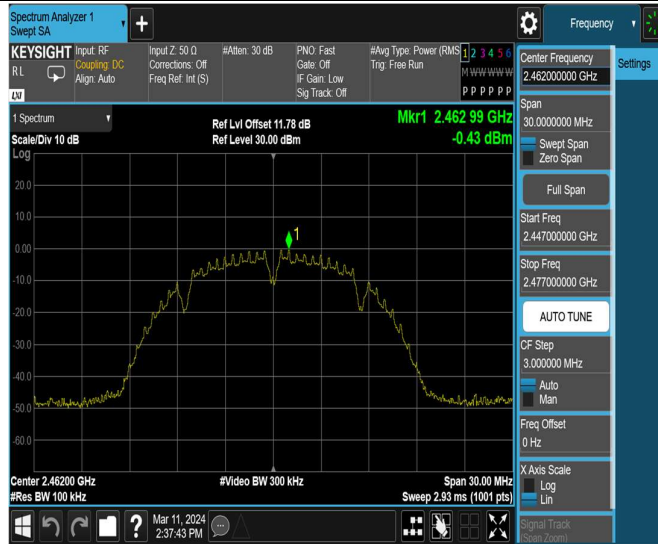 Spectrum Analyzer 1
Swept SA
+
Frequency
KEYSIGHT
RL
LXI
Input: RF
Coupling: DC
Align: Auto
Input Z: 50 Ω
Corrections: Off
Freq Ref: Int (S)
#Atten: 30 dB
PNO: Fast
Gate: Off
IF Gain: Low
Sig Track: Off
#Avg Type: Power (RMS
Trig: Free Run
1 2 3 4 5 6
M W W W W W
P P P P P P
1 Spectrum
Scale/Div 10 dB
Log
Ref Lvl Offset 11.78 dB
Ref Level 30.00 dBm
Mkr1 2.462 99 GHz
-0.43 dBm
20.0
10.0
0.00
-10.0
-20.0
-30.0
-40.0
-50.0
-60.0
1
Center 2.46200 GHz
#Res BW 100 kHz
#Video BW 300 kHz
Span 30.00 MHz
Sweep 2.93 ms (1001 pts)
Mar 11, 2024
2:37:43 PM
?
Center Frequency
2.462000000 GHz
Span
30.0000000 MHz
Swept Span
Zero Span
Full Span
Start Freq
2.447000000 GHz
Stop Freq
2.477000000 GHz
AUTO TUNE
CF Step
3.000000 MHz
Auto
Man
Freq Offset
0 Hz
X Axis Scale
Log
Lin
Signal Track
(Span Zoom)
Settings